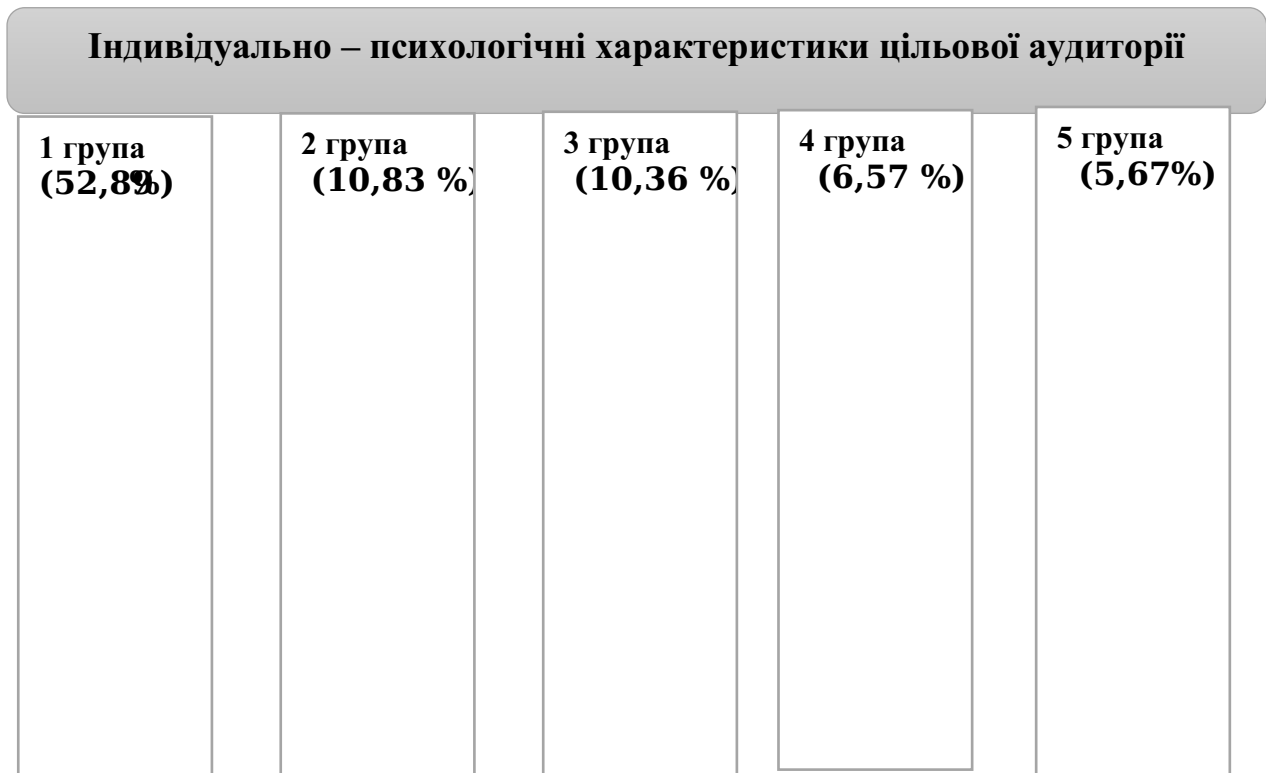 Індивідуально – психологічні характеристики цільової аудиторії
1 група
(52,89%)
2 група
(10,83 %)
3 група
(10,36 %)
4 група
(6,57 %)
5 група
(5,67%)